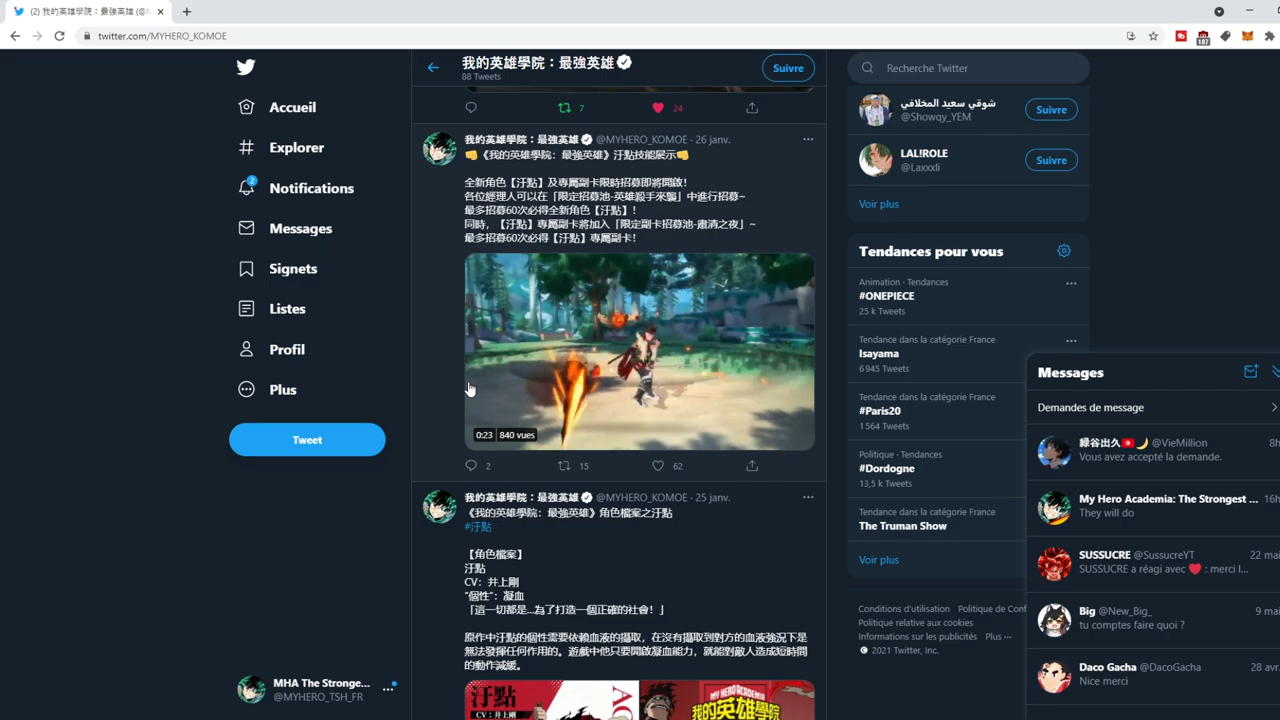 (2) 我的英雄學院：最強英雄 (@M
twitter.com/MYHERO_KOMOE
187
Accueil
Explorer
2
Notifications
Messages
Signets
Listes
Profil
Plus
Tweet
MHA The Stronge...
@MYHERO_TSH_FR
我的英雄學院：最強英雄
88 Tweets
Suivre
7
24
我的英雄學院：最強英雄 @MYHERO_KOMOE · 26 janv.
👊《我的英雄學院：最強英雄》汙點技能展示👊
全新角色【汙點】及專屬副卡限時招募即將開啟！
各位經理人可以在「限定招募池-英雄殺手來襲」中進行招募~
最多招募60次必得全新角色【汙點】！
同時，【汙點】專屬副卡將加入「限定副卡招募池-肅清之夜」~
最多招募60次必得【汙點】專屬副卡！
0:23 840 vues
2
15
62
我的英雄學院：最強英雄 @MYHERO_KOMOE · 25 janv.
《我的英雄學院：最強英雄》角色檔案之汙點
#汙點
【角色檔案】
汙點
CV：井上剛
“個性”：凝血
「這一切都是...為了打造一個正確的社會！」
原作中汙點的個性需要依賴血液的攝取，在沒有攝取到對方的血液強況下是
無法發揮任何作用的。遊戲中他只要開啟凝血能力，就能對敵人造成短時間
的動作減緩。
汙點
CV：井上剛
MY HERO ACADEMIA
我的英雄學院
Recherche Twitter
شوقي سعيد المخلافي
@Showqy_YEM
Suivre
LAL!ROLE
@Laxxxli
Suivre
Voir plus
Tendances pour vous
Animation · Tendances
#ONEPIECE
25 k Tweets
Tendance dans la catégorie France
Isayama
6 945 Tweets
Tendance dans la catégorie France
#Paris20
1 564 Tweets
Politique · Tendances
#Dordogne
13,5 k Tweets
Tendance dans la catégorie France
The Truman Show
Voir plus
Conditions d'utilisation Politique de Conf
Politique relative aux cookies
Informations sur les publicités Plus ···
© 2021 Twitter, Inc.
Messages
Demandes de message
緑谷出久🇹🇳🌙 @VieMillion 8h
Vous avez accepté la demande.
My Hero Academia: The Strongest ... 16h
They will do
SUSSUCRE @SussucreYT 22 mai
SUSSUCRE a réagi avec ❤️ : merci l...
Big @New_Big_ 9 mai
tu comptes faire quoi ?
Daco Gacha @DacoGacha 28 avr.
Nice merci